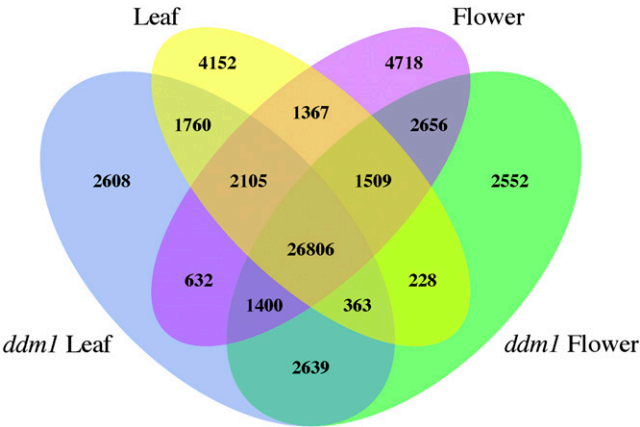 Leaf Flower
4152 4718
1367
1760 2656
2608 2105 1509 2552
26806
632 228
1400 363
ddm1 Leaf ddm1 Flower
2639